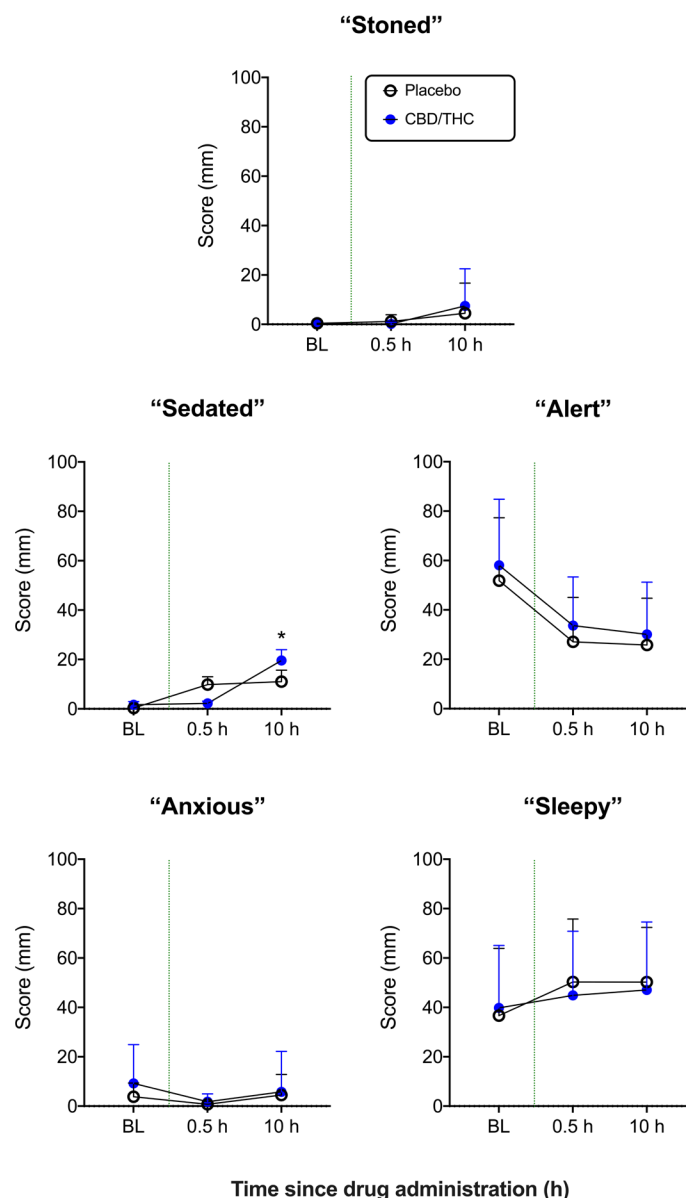 “Stoned”
100
80
60
40
20
0
Score (mm)
Placebo
CBD/THC
BL 0.5 h 10 h
“Sedated”
100
80
60
40
20
0
Score (mm)
*
BL 0.5 h 10 h
“Alert”
100
80
60
40
20
0
Score (mm)
BL 0.5 h 10 h
“Anxious”
100
80
60
40
20
0
Score (mm)
BL 0.5 h 10 h
“Sleepy”
100
80
60
40
20
0
Score (mm)
BL 0.5 h 10 h
Time since drug administration (h)